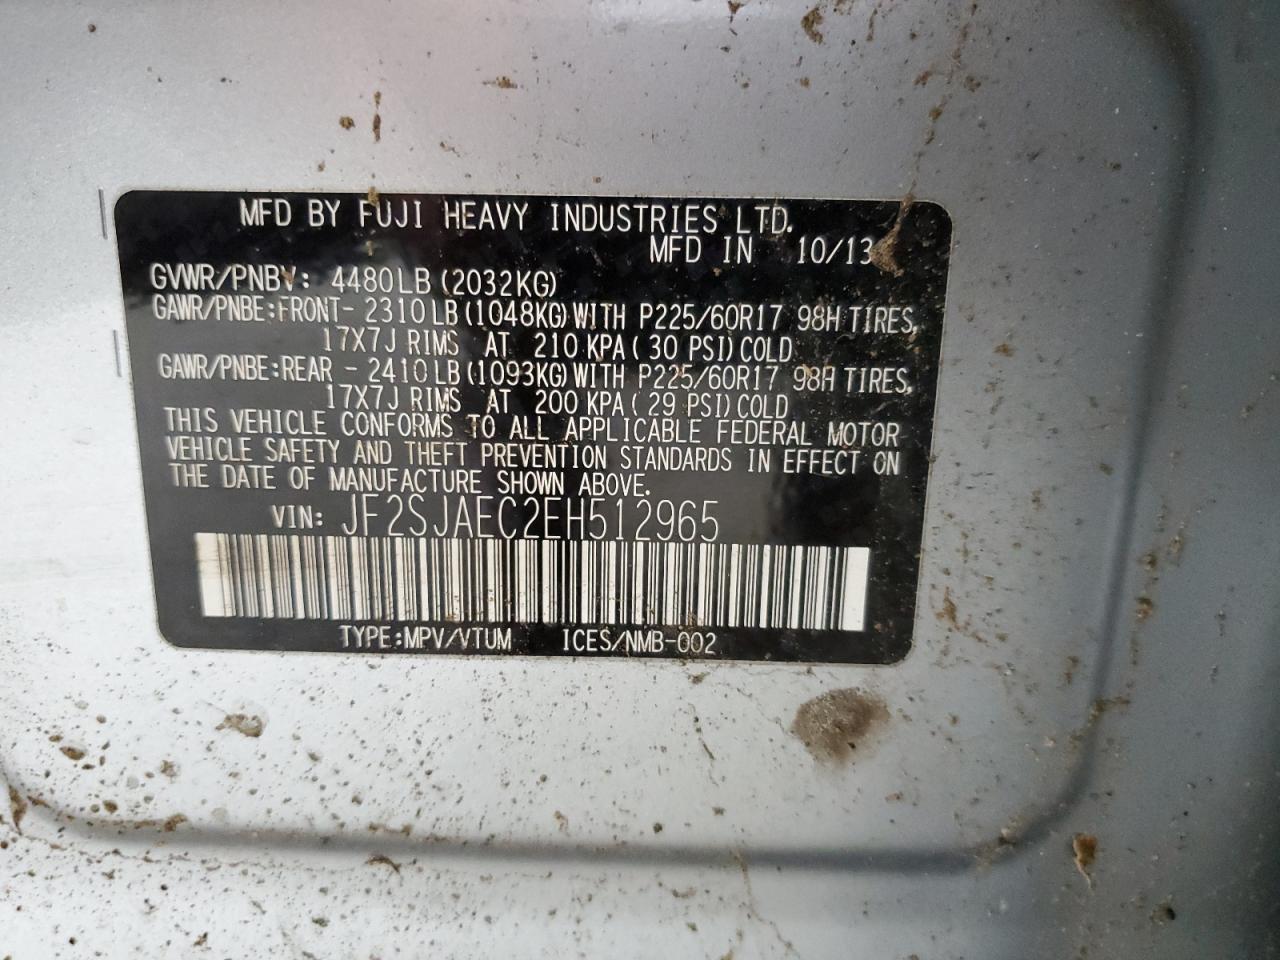 MFD BY FUJI HEAVY INDUSTRIES LTD.
MFD IN 10/13
GVWR/PNBV: 4480LB (2032KG)
GAWR/PNBE:FRONT- 2310LB (1048KG) WITH P225/60R17 98H TIRES,
17X7J RIMS AT 210 KPA ( 30 PSI) COLD
GAWR/PNBE:REAR - 2410LB (1093KG) WITH P225/60R17 98H TIRES,
17X7J RIMS AT 200 KPA ( 29 PSI) COLD
THIS VEHICLE CONFORMS TO ALL APPLICABLE FEDERAL MOTOR
VEHICLE SAFETY AND THEFT PREVENTION STANDARDS IN EFFECT ON
THE DATE OF MANUFACTURE SHOWN ABOVE.
VIN: JF2SJAEC2EH512965
TYPE:MPV/VTUM ICES/NMB-002